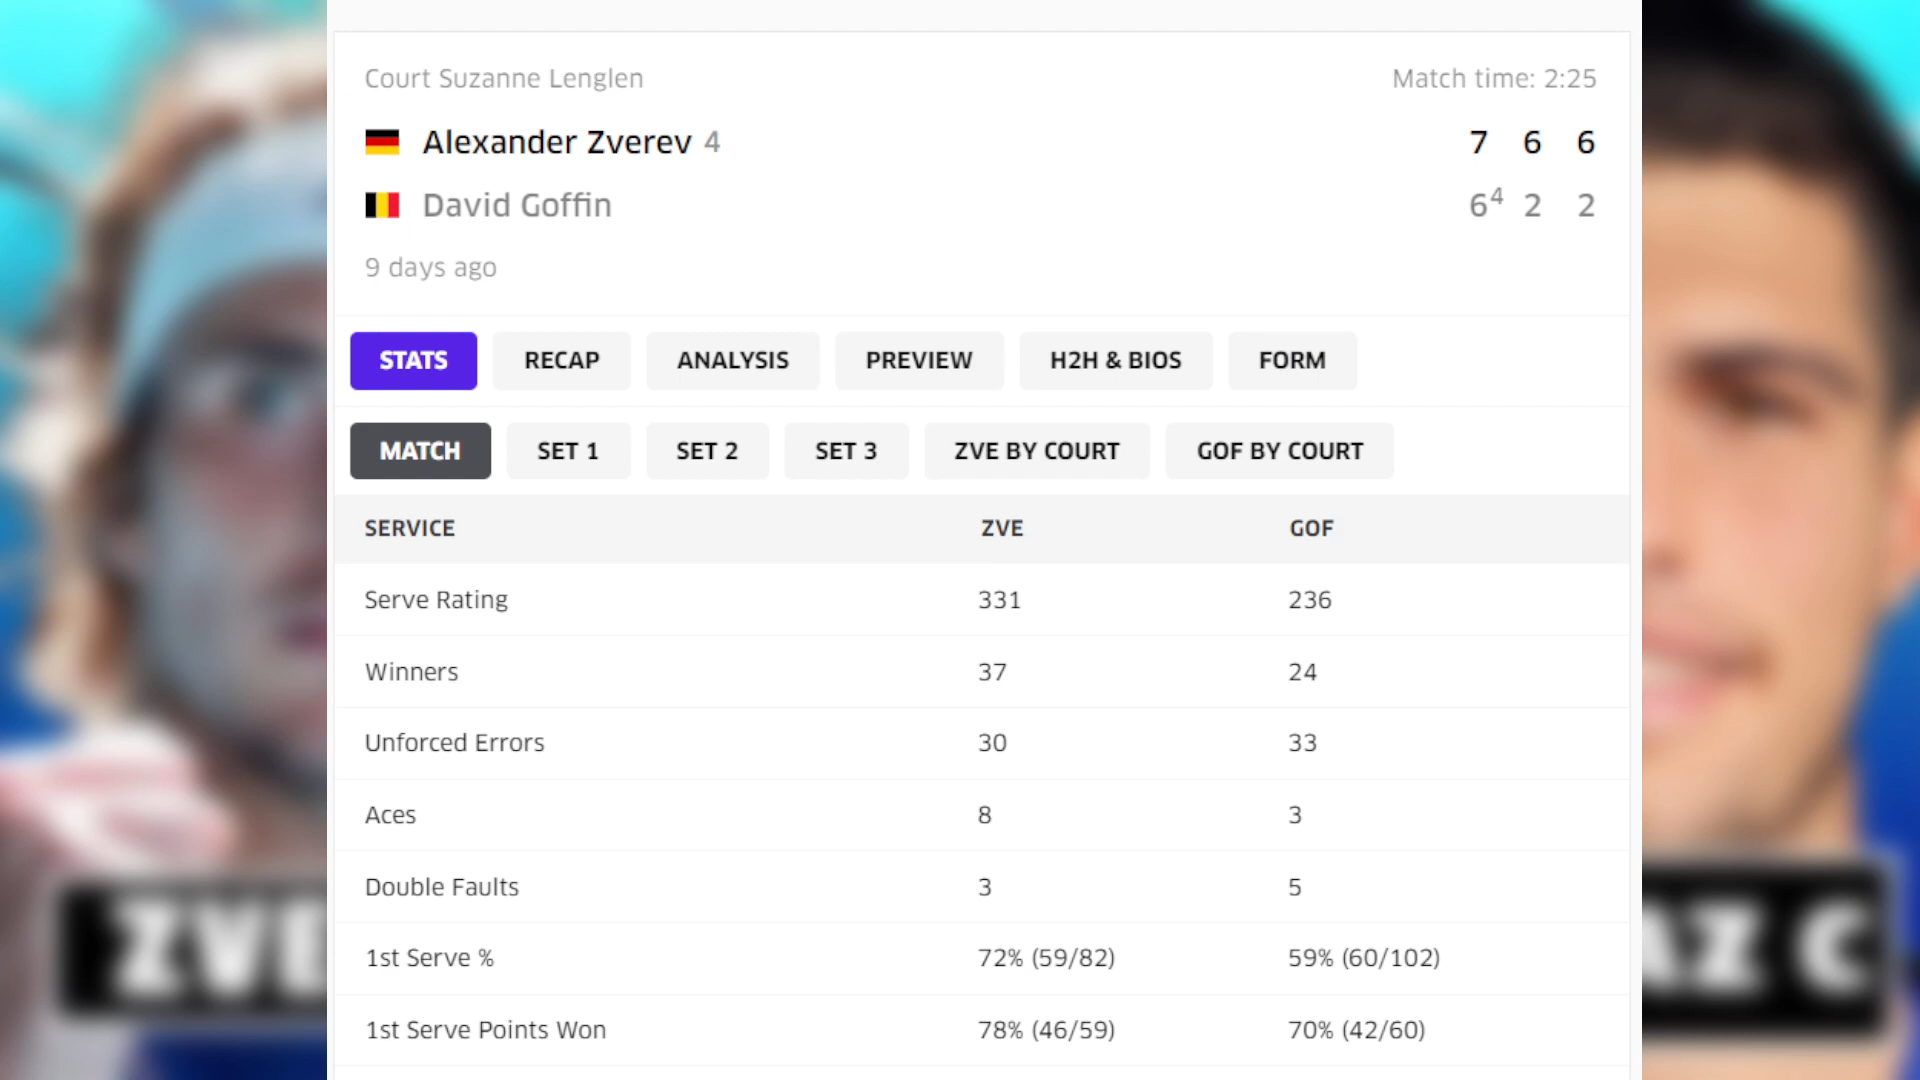 Court Suzanne Lenglen Match time: 2:25
Alexander Zverev 4 7 6 6
David Goffin 6⁴ 2 2
9 days ago
STATS RECAP ANALYSIS PREVIEW H2H & BIOS FORM
MATCH SET 1 SET 2 SET 3 ZVE BY COURT GOF BY COURT
SERVICE ZVE GOF
Serve Rating 331 236
Winners 37 24
Unforced Errors 30 33
Aces 8 3
Double Faults 3 5
1st Serve % 72% (59/82) 59% (60/102)
1st Serve Points Won 78% (46/59) 70% (42/60)
ZVE AZ C